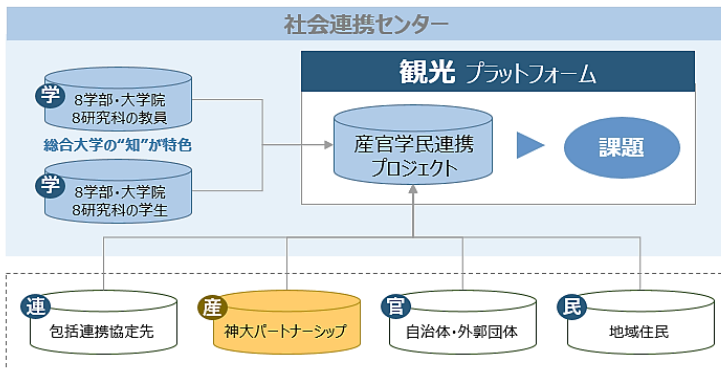 社会連携センター
観光 プラットフォーム
学
8学部・大学院
8研究科の教員
総合大学の“知”が特色
学
8学部・大学院
8研究科の学生
産官学民連携
プロジェクト
課題
連
包括連携協定先
産
神大パートナーシップ
官
自治体・外郭団体
民
地域住民